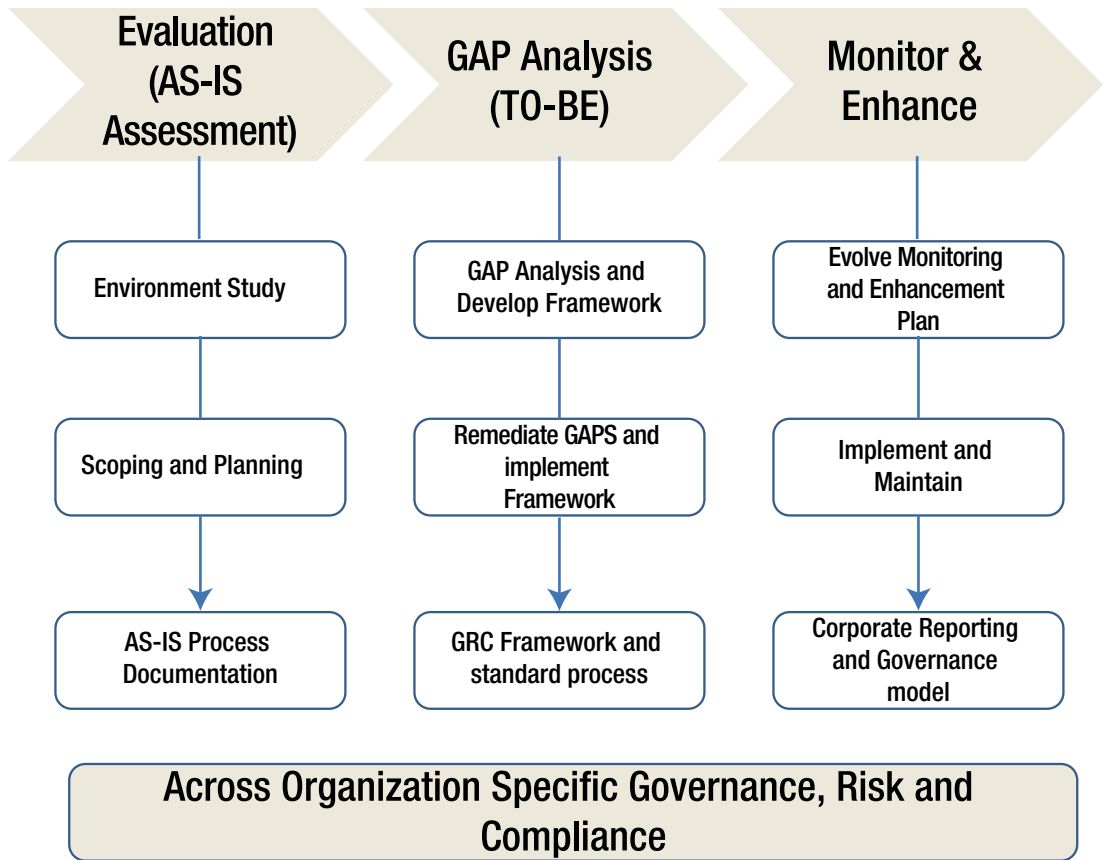 Evaluation
(AS-IS
Assessment)
GAP Analysis
(TO-BE)
Monitor &
Enhance
Environment Study
GAP Analysis and
Develop Framework
Evolve Monitoring
and Enhancement
Plan
Scoping and Planning
Remediate GAPS and
implement
Framework
Implement and
Maintain
AS-IS Process
Documentation
GRC Framework and
standard process
Corporate Reporting
and Governance
model
Across Organization Specific Governance, Risk and
Compliance